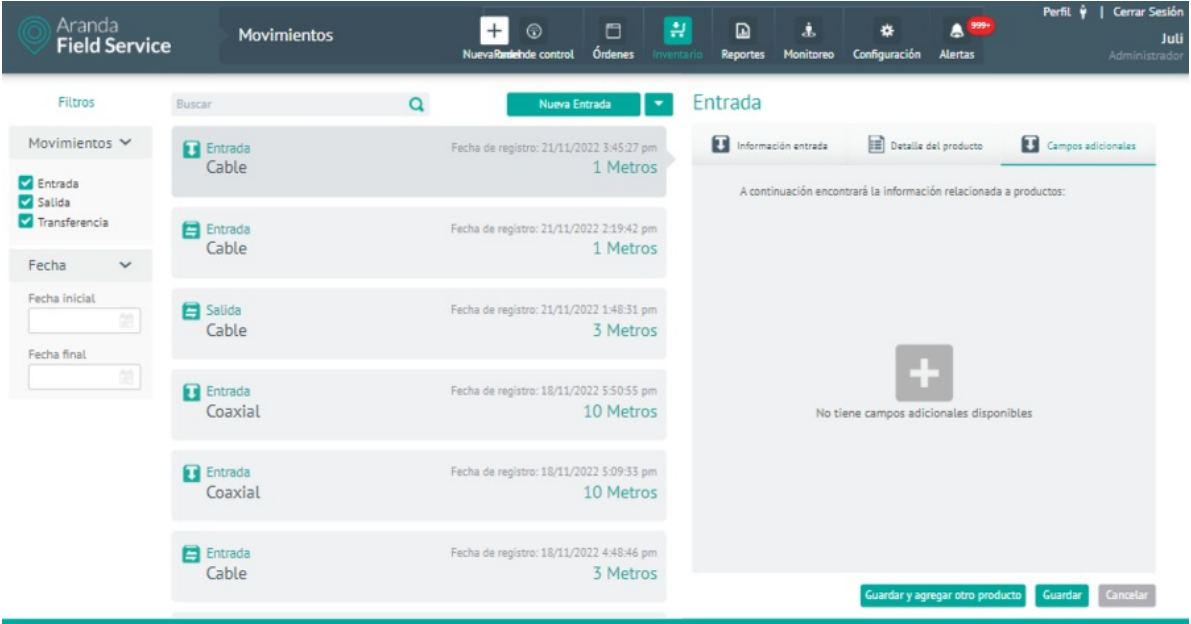 Aranda
Field Service
Movimientos
Nueva orden
Panel de control
Órdenes
Inventario
Reportes
Monitoreo
Configuración
999+
Alertas
Perfil | Cerrar Sesión
Juli
Administrador
Filtros
Movimientos
Entrada
Salida
Transferencia
Fecha
Fecha inicial
Fecha final
Buscar
Nueva Entrada
Entrada Fecha de registro: 21/11/2022 3:45:27 pm
Cable 1 Metros
Entrada Fecha de registro: 21/11/2022 2:19:42 pm
Cable 1 Metros
Salida Fecha de registro: 21/11/2022 1:48:31 pm
Cable 3 Metros
Entrada Fecha de registro: 18/11/2022 5:50:55 pm
Coaxial 10 Metros
Entrada Fecha de registro: 18/11/2022 5:09:33 pm
Coaxial 10 Metros
Entrada Fecha de registro: 18/11/2022 4:48:46 pm
Cable 3 Metros
Entrada
Información entrada
Detalle del producto
Campos adicionales
A continuación encontrará la información relacionada a productos:
No tiene campos adicionales disponibles
Guardar y agregar otro producto
Guardar
Cancelar